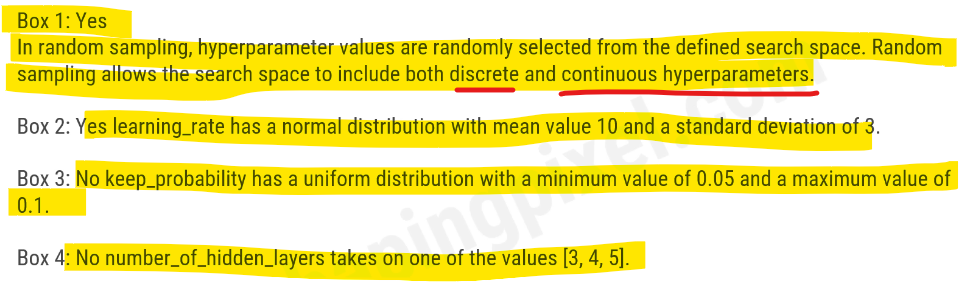 Box 1: Yes
In random sampling, hyperparameter values are randomly selected from the defined search space. Random
sampling allows the search space to include both discrete and continuous hyperparameters.
Box 2: Yes learning_rate has a normal distribution with mean value 10 and a standard deviation of 3.
Box 3: No keep_probability has a uniform distribution with a minimum value of 0.05 and a maximum value of
0.1.
Box 4: No number_of_hidden_layers takes on one of the values [3, 4, 5].